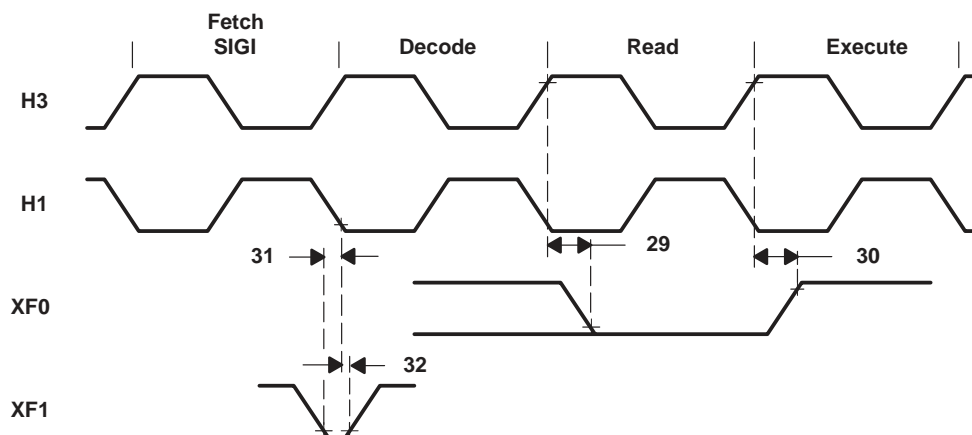 Fetch
SIGI
Decode
Read
Execute
H3
H1
31
29
30
XF0
32
XF1